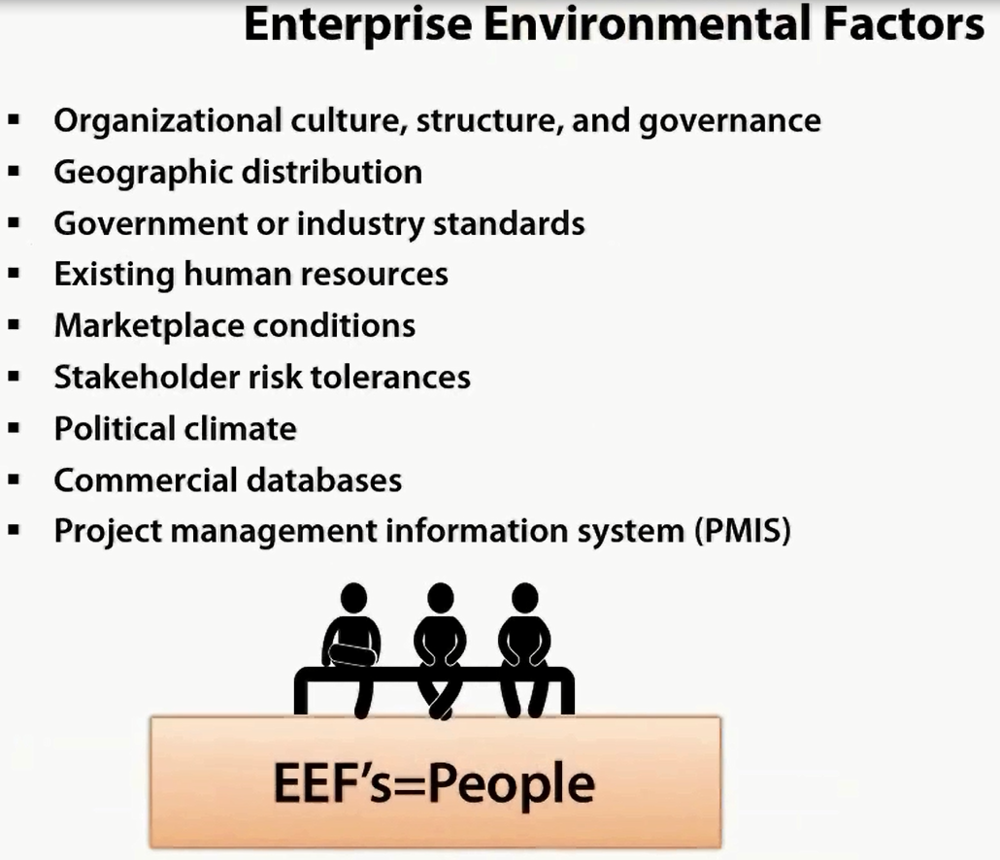 Enterprise Environmental Factors
▪ Organizational culture, structure, and governance
▪ Geographic distribution
▪ Government or industry standards
▪ Existing human resources
▪ Marketplace conditions
▪ Stakeholder risk tolerances
▪ Political climate
▪ Commercial databases
▪ Project management information system (PMIS)
EEF’s=People